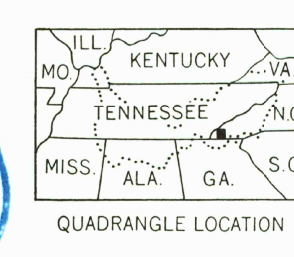 ILL.
KENTUCKY
MO.
VA
TENNESSEE
N.C
MISS.
ALA.
GA.
S.C
QUADRANGLE LOCATION